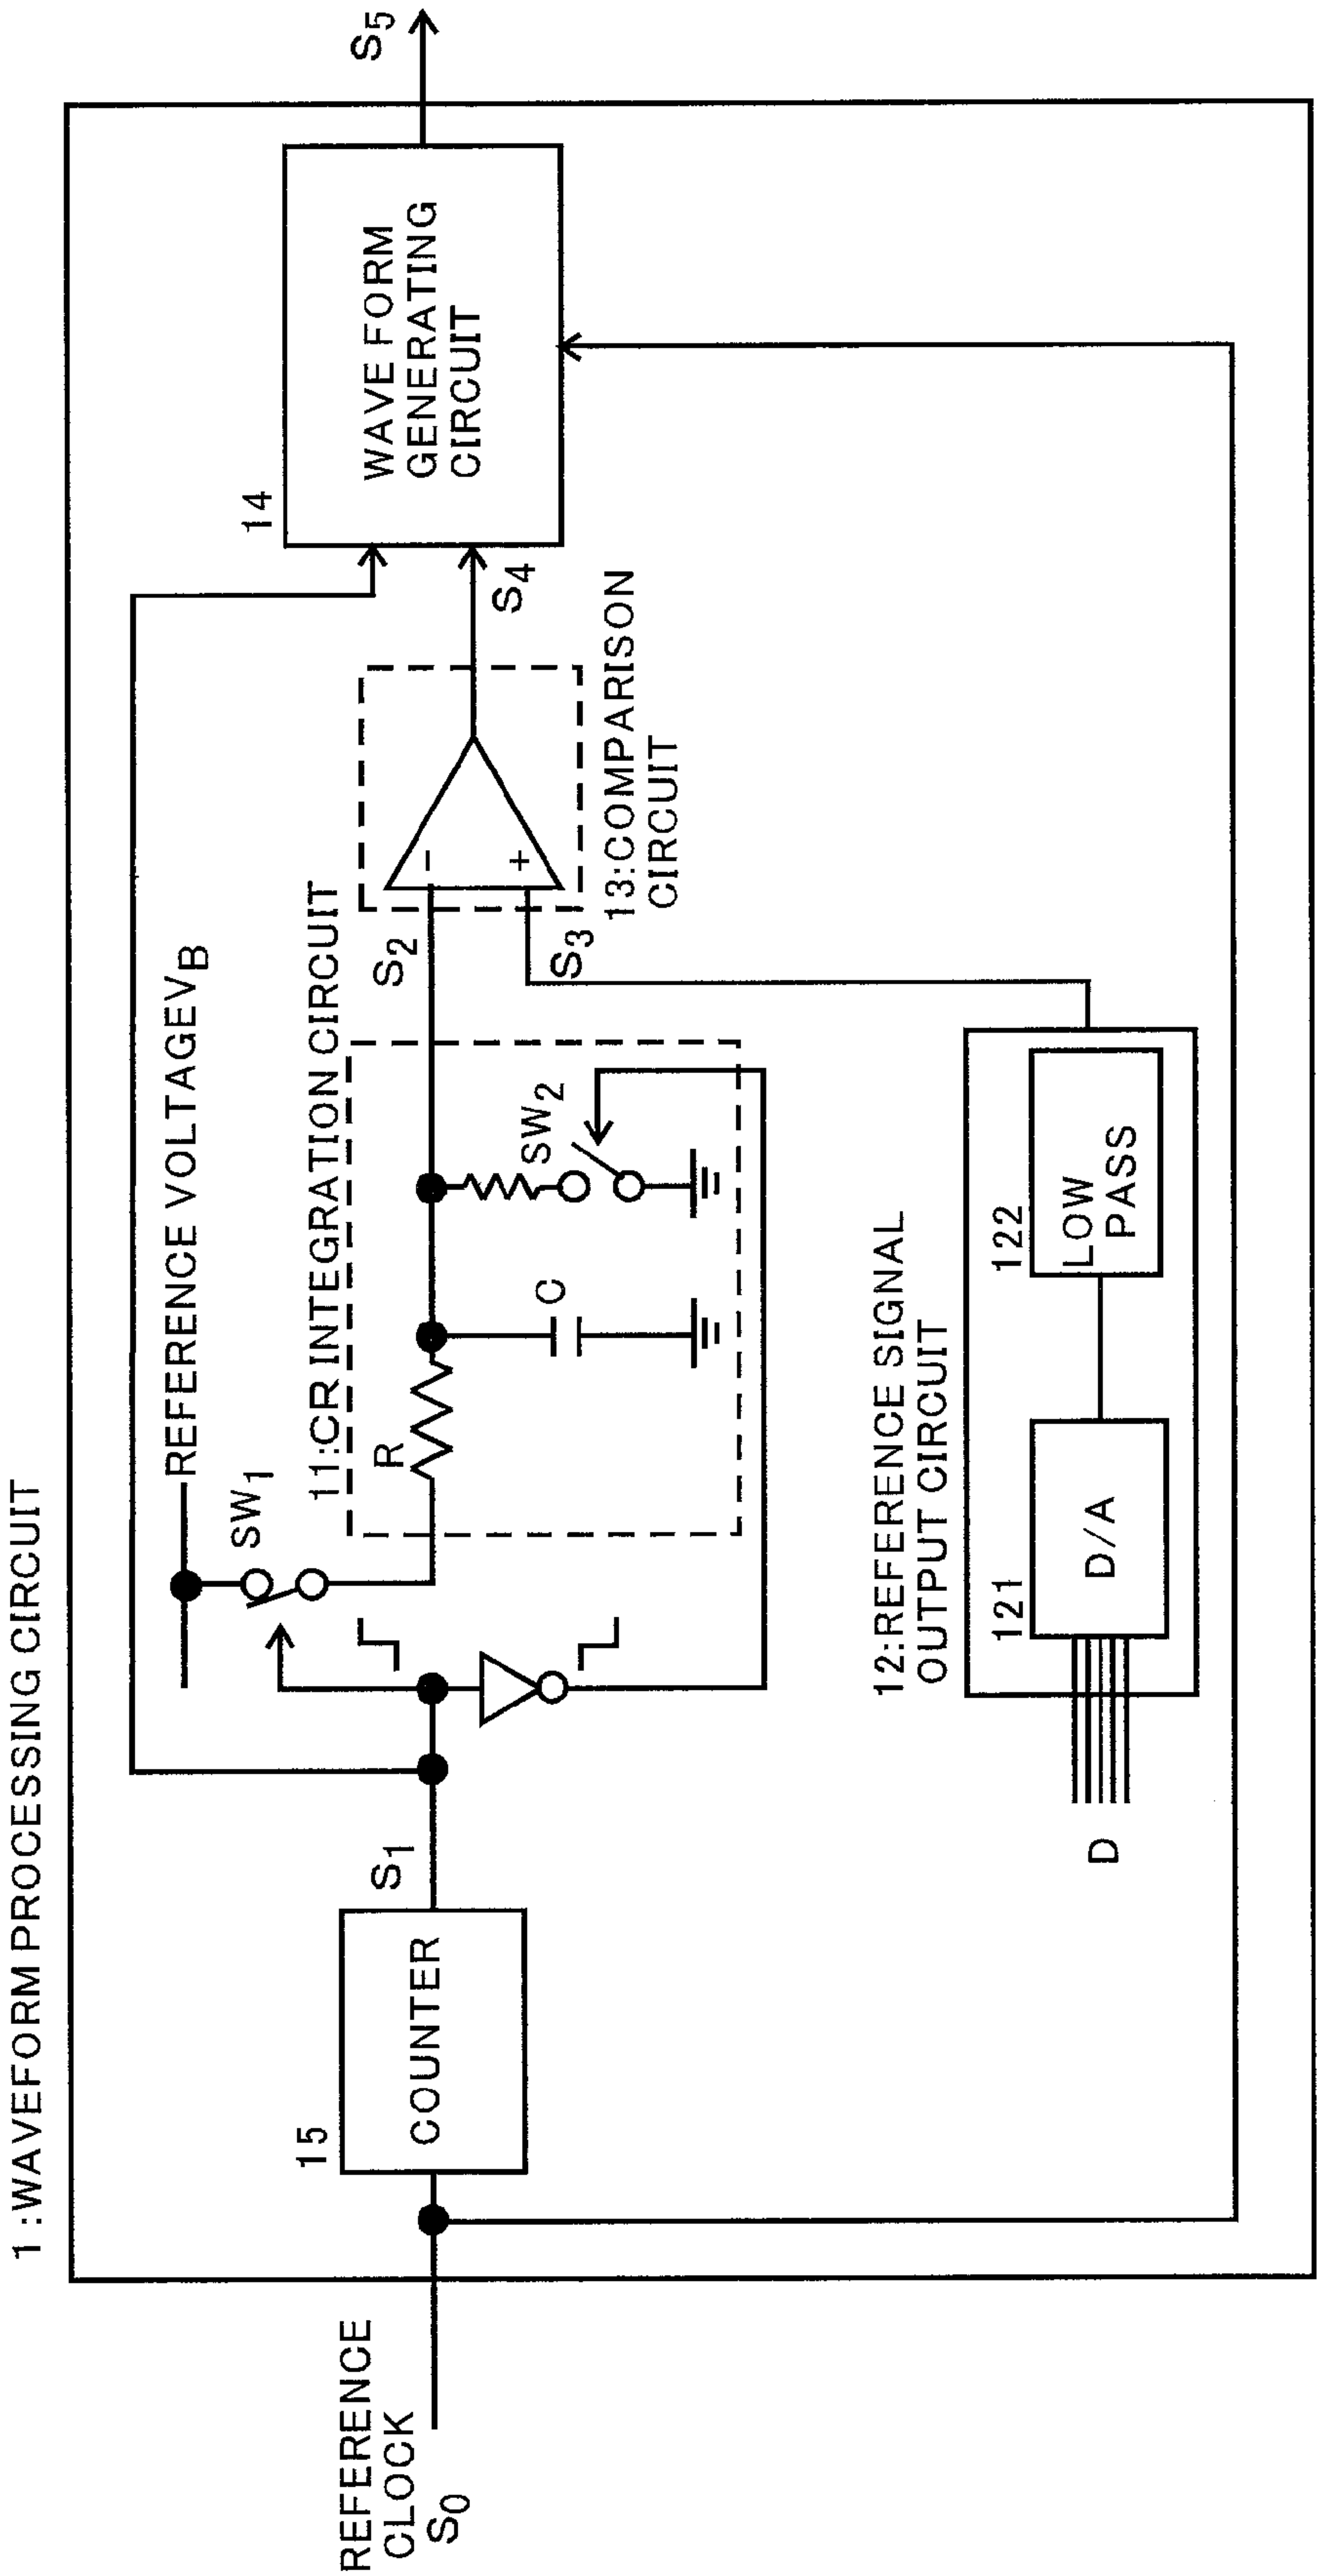 1 :WAVEFORM PROCESSING CIRCUIT
REFERENCE VOLTAGEVB
SW1
11:CR INTEGRATION CIRCUIT
R
C
SW2
S2
S3
-
+
13:COMPARISON
CIRCUIT
S4
14
WAVE FORM
GENERATING
CIRCUIT
S5
REFERENCE
CLOCK
S0
15
COUNTER
S1
12:REFERENCE SIGNAL
OUTPUT CIRCUIT
D
121
D/A
122
LOW
PASS